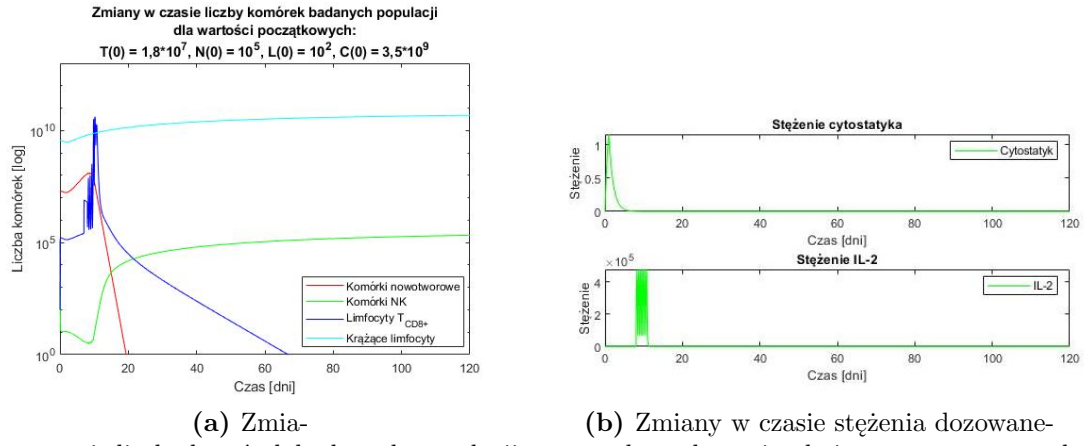 Zmiany w czasie liczby komórek badanych populacji
dla wartości początkowych:
T(0) = 1,8*10^7, N(0) = 10^5, L(0) = 10^2, C(0) = 3,5*10^9
Liczba komórek [log]
10^10
10^5
10^0
0 20 40 60 80 100 120
Czas [dni]
Komórki nowotworowe
Komórki NK
Limfocyty T_CD8+
Krążące limfocyty
Stężenie cytostatyka
Stężenie
1
0.5
0
Cytostatyk
0 20 40 60 80 100 120
Czas [dni]
Stężenie IL-2
×10^5
Stężenie
4
2
0
IL-2
0 20 40 60 80 100 120
Czas [dni]
(a) Zmia-
(b) Zmiany w czasie stężenia dozowane-